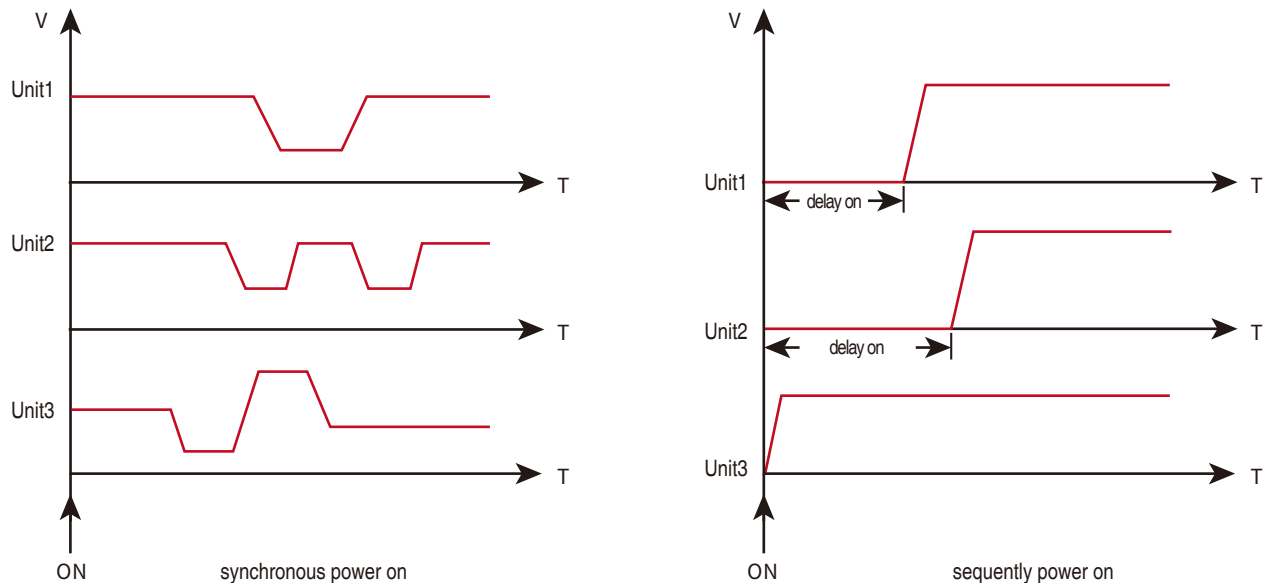 V
Unit1
T
Unit2
T
Unit3
T
ON
synchronous power on
V
Unit1
T
delay on
Unit2
T
delay on
Unit3
T
ON
sequently power on